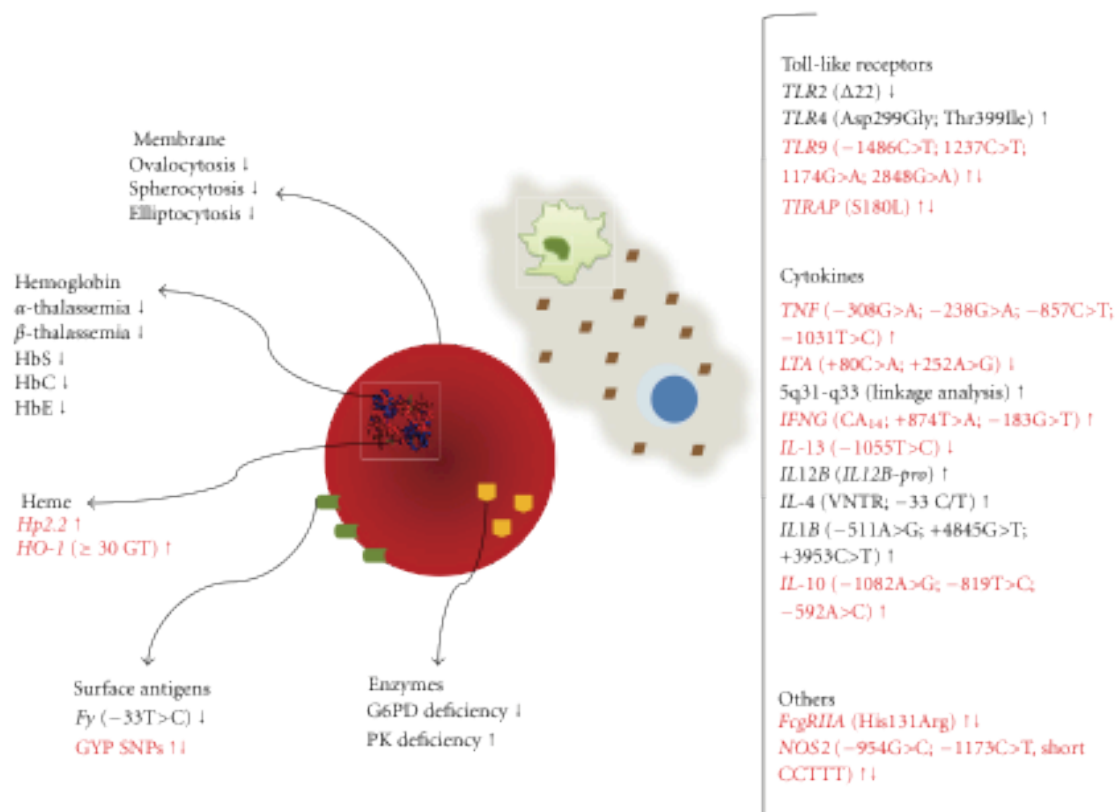 Membrane
Ovalocytosis ↓
Spherocytosis ↓
Elliptocytosis ↓
Hemoglobin
α-thalassemia ↓
β-thalassemia ↓
HbS ↓
HbC ↓
HbE ↓
Heme
Hp2.2 ↑
HO-1 (≥ 30 GT) ↑
Surface antigens
Fy (−33T>C) ↓
GYP SNPs ↑↓
Enzymes
G6PD deficiency ↓
PK deficiency ↑
Toll-like receptors
TLR2 (Δ22) ↓
TLR4 (Asp299Gly; Thr399Ile) ↑
TLR9 (−1486C>T; 1237C>T;
1174G>A; 2848G>A) ↑↓
TIRAP (S180L) ↑↓
Cytokines
TNF (−308G>A; −238G>A; −857C>T;
−1031T>C) ↑
LTA (+80C>A; +252A>G) ↓
5q31-q33 (linkage analysis) ↑
IFNG (CA₁₄; +874T>A; −183G>T) ↑
IL-13 (−1055T>C) ↓
IL12B (IL12B-pro) ↑
IL-4 (VNTR; −33 C/T) ↑
IL1B (−511A>G; +4845G>T;
+3953C>T) ↑
IL-10 (−1082A>G; −819T>C;
−592A>C) ↑
Others
FcgRIIA (His131Arg) ↑↓
NOS2 (−954G>C; −1173C>T, short
CCTTT) ↑↓